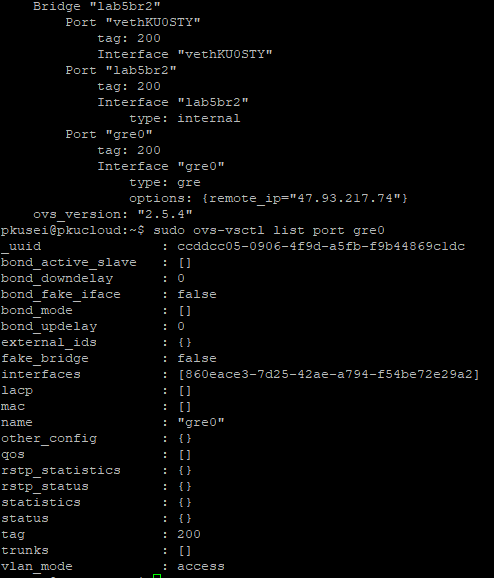 Bridge "lab5br2"
Port "vethKU0STY"
tag: 200
Interface "vethKU0STY"
Port "lab5br2"
tag: 200
Interface "lab5br2"
type: internal
Port "gre0"
tag: 200
Interface "gre0"
type: gre
options: {remote_ip="47.93.217.74"}
ovs_version: "2.5.4"
pkusei@pkucloud:~$ sudo ovs-vsctl list port gre0
_uuid : ccddcc05-0906-4f9d-a5fb-f9b44869c1dc
bond_active_slave : []
bond_downdelay : 0
bond_fake_iface : false
bond_mode : []
bond_updelay : 0
external_ids : {}
fake_bridge : false
interfaces : [860eace3-7d25-42ae-a794-f54be72e29a2]
lacp : []
mac : []
name : "gre0"
other_config : {}
qos : []
rstp_statistics : {}
rstp_status : {}
statistics : {}
status : {}
tag : 200
trunks : []
vlan_mode : access